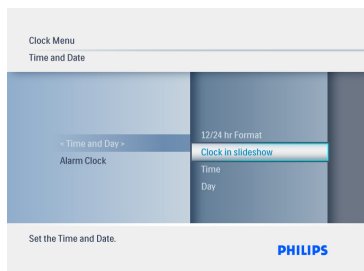 Clock Menu
Time and Date
« Time and Day »
Alarm Clock
12/24 hr Format
Clock in slideshow
Time
Day
Set the Time and Date.
PHILIPS